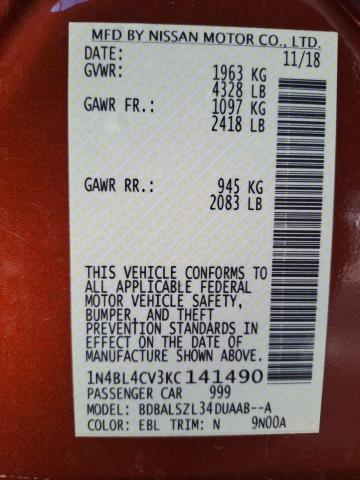 MFD BY NISSAN MOTOR CO., LTD.
DATE: 11/18
GVWR: 1963 KG
4328 LB
GAWR FR.: 1097 KG
2418 LB
GAWR RR.: 945 KG
2083 LB
THIS VEHICLE CONFORMS TO
ALL APPLICABLE FEDERAL
MOTOR VEHICLE SAFETY,
BUMPER, AND THEFT
PREVENTION STANDARDS IN
EFFECT ON THE DATE OF
MANUFACTURE SHOWN ABOVE.
1N4BL4CV3KC141490
PASSENGER CAR 999
MODEL: BDBALSZL34DUAAB--A
COLOR: EBL TRIM: N 9N00A